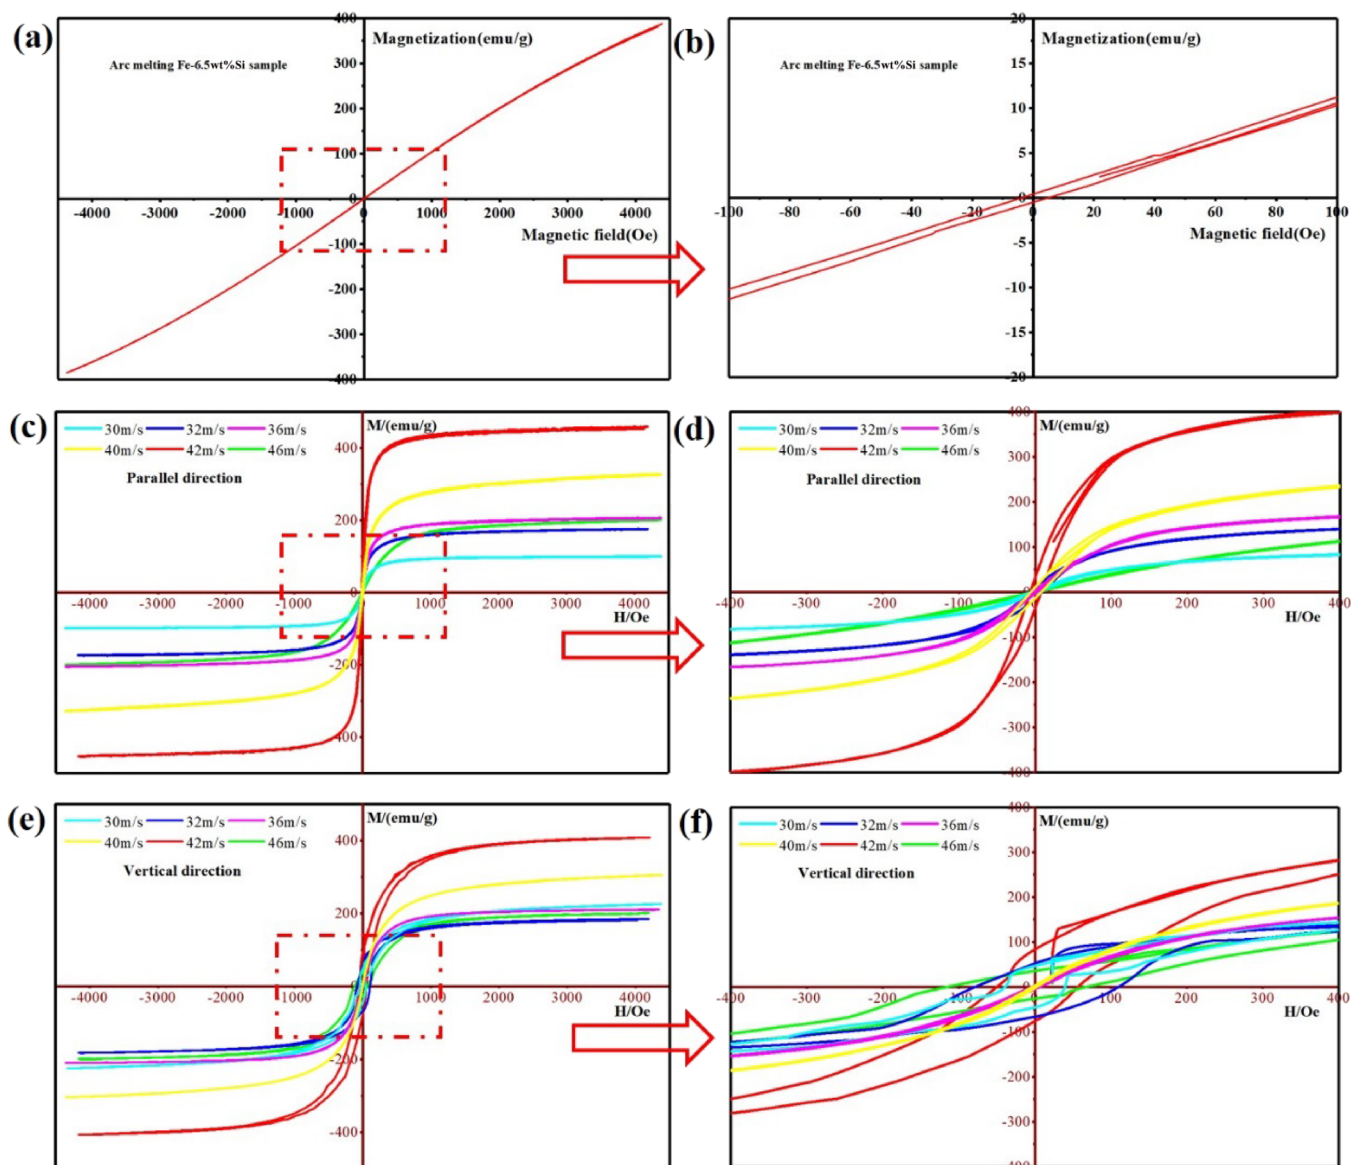 (a)
Magnetization(emu/g)
Arc melting Fe-6.5wt%Si sample
400
300
200
100
0
-100
-200
-300
-400
-4000 -3000 -2000 -1000 0 1000 2000 3000 4000
Magnetic field(Oe)
(b)
Magnetization(emu/g)
Arc melting Fe-6.5wt%Si sample
20
15
10
5
0
-5
-10
-15
20
-100 -80 -60 -40 -20 0 20 40 60 80 100
Magnetic field(Oe)
(c)
M/(emu/g)
30m/s 32m/s 36m/s
40m/s 42m/s 46m/s
Parallel direction
400
200
0
-200
-400
-4000 -3000 -2000 -1000 0 1000 2000 3000 4000
H/Oe
(d)
M/(emu/g)
30m/s 32m/s 36m/s
40m/s 42m/s 46m/s
Parallel direction
400
300
200
100
0
-100
-200
-300
-400
-400 -300 -200 -100 0 100 200 300 400
H/Oe
(e)
M/(emu/g)
30m/s 32m/s 36m/s
40m/s 42m/s 46m/s
Vertical direction
400
200
0
-200
-400
-4000 -3000 -2000 -1000 0 1000 2000 3000 4000
H/Oe
(f)
M/(emu/g)
30m/s 32m/s 36m/s
40m/s 42m/s 46m/s
Vertical direction
400
300
200
100
0
-100
-200
-300
-400
-400 -300 -200 -100 0 100 200 300 400
H/Oe